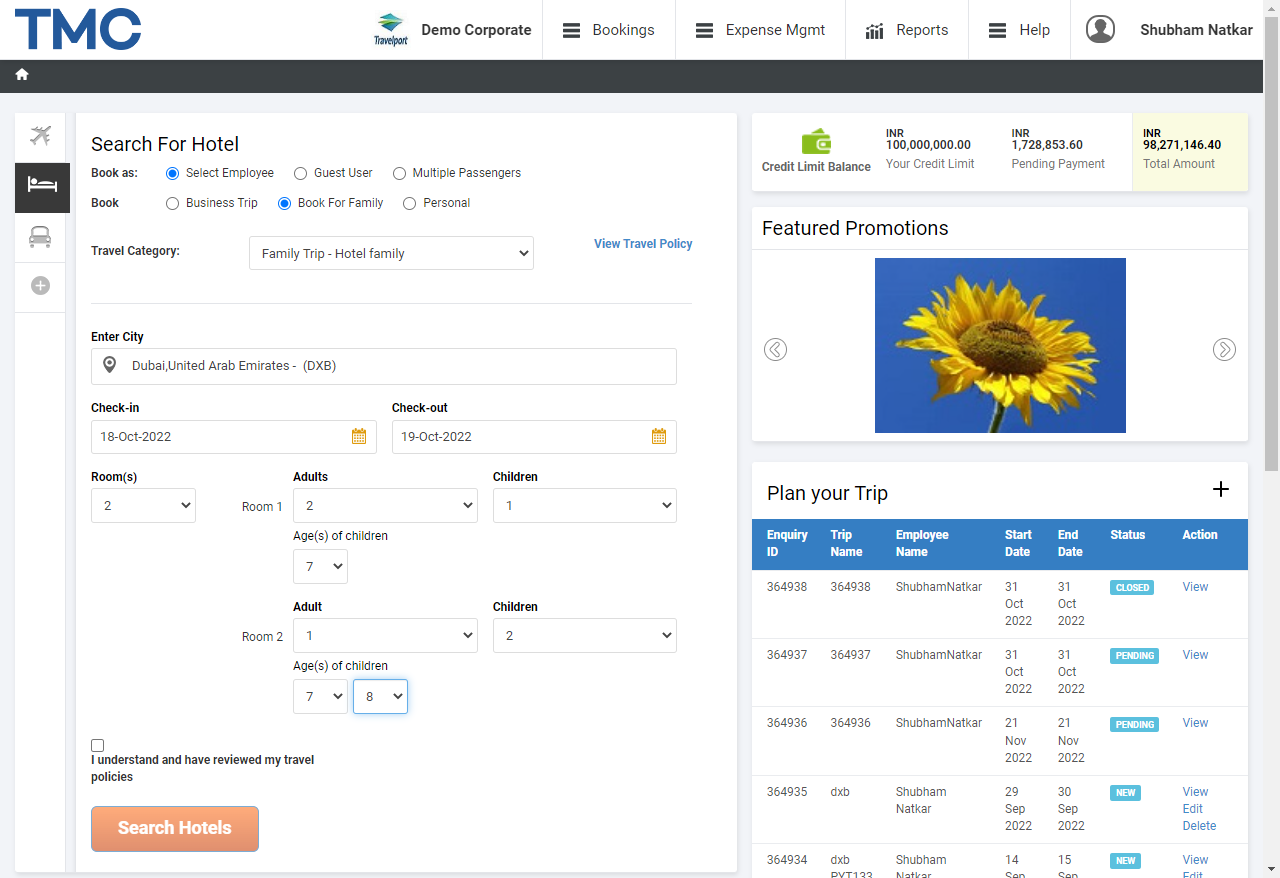 TMC
Travelport
Demo Corporate
Bookings
Expense Mgmt
Reports
Help
Shubham Natkar
Search For Hotel
Book as:
Select Employee
Guest User
Multiple Passengers
Book
Business Trip
Book For Family
Personal
Travel Category:
Family Trip - Hotel family
View Travel Policy
Enter City
Dubai,United Arab Emirates - (DXB)
Check-in
Check-out
18-Oct-2022
19-Oct-2022
Room(s)
Adults
Children
2
Room 1
2
1
Age(s) of children
7
Adult
Children
Room 2
1
2
Age(s) of children
7
8
I understand and have reviewed my travel
policies
Search Hotels
Credit Limit Balance
INR
100,000,000.00
Your Credit Limit
INR
1,728,853.60
Pending Payment
INR
98,271,146.40
Total Amount
Featured Promotions
Plan your Trip
Enquiry ID
Trip Name
Employee Name
Start Date
End Date
Status
Action
364938
364938
ShubhamNatkar
31 Oct 2022
31 Oct 2022
CLOSED
View
364937
364937
ShubhamNatkar
31 Oct 2022
31 Oct 2022
PENDING
View
364936
364936
ShubhamNatkar
21 Nov 2022
21 Nov 2022
PENDING
View
364935
dxb
Shubham Natkar
29 Sep 2022
30 Sep 2022
NEW
View
Edit
Delete
364934
dxb PYT133
Shubham Natkar
14 Sep
15 Sep
NEW
View
Edit